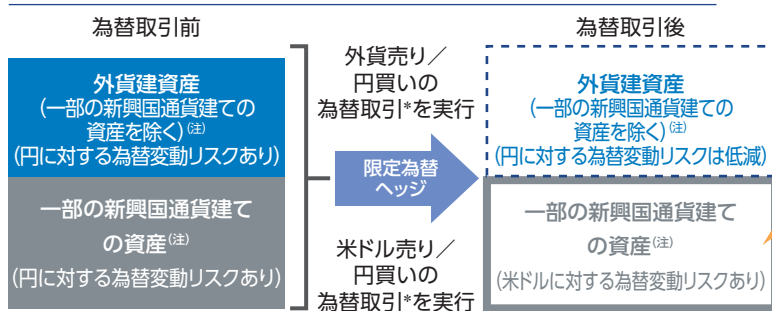 為替取引前
外貨建資産
(一部の新興国通貨建ての
資産を除く)(注)
(円に対する為替変動リスクあり)
一部の新興国通貨建て
の資産(注)
(円に対する為替変動リスクあり)
外貨売り／
円買いの
為替取引*を実行
限定為替
ヘッジ
米ドル売り／
円買いの
為替取引*を実行
為替取引後
外貨建資産
(一部の新興国通貨建ての
資産を除く)(注)
(円に対する為替変動リスクは低減)
一部の新興国通貨建て
の資産(注)
(米ドルに対する為替変動リスクあり)